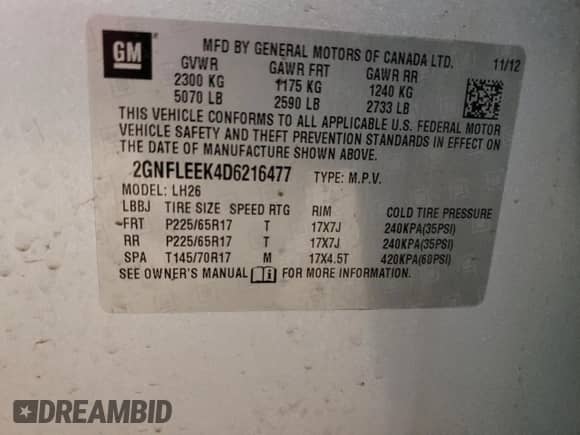 GM
MFD BY GENERAL MOTORS OF CANADA LTD. 11/12
GVWR GAWR FRT GAWR RR
2300 KG 1175 KG 1240 KG
5070 LB 2590 LB 2733 LB
THIS VEHICLE CONFORMS TO ALL APPLICABLE U.S. FEDERAL MOTOR
VEHICLE SAFETY AND THEFT PREVENTION STANDARDS IN EFFECT ON
THE DATE OF MANUFACTURE SHOWN ABOVE.
2GNFLEEK4D6216477 TYPE: M.P.V.
MODEL: LH26
LBBJ TIRE SIZE SPEED RTG RIM COLD TIRE PRESSURE
FRT P225/65R17 T 17X7J 240KPA(35PSI)
RR P225/65R17 T 17X7J 240KPA(35PSI)
SPA T145/70R17 M 17X4.5T 420KPA(60PSI)
SEE OWNER'S MANUAL FOR MORE INFORMATION
DREAMBID